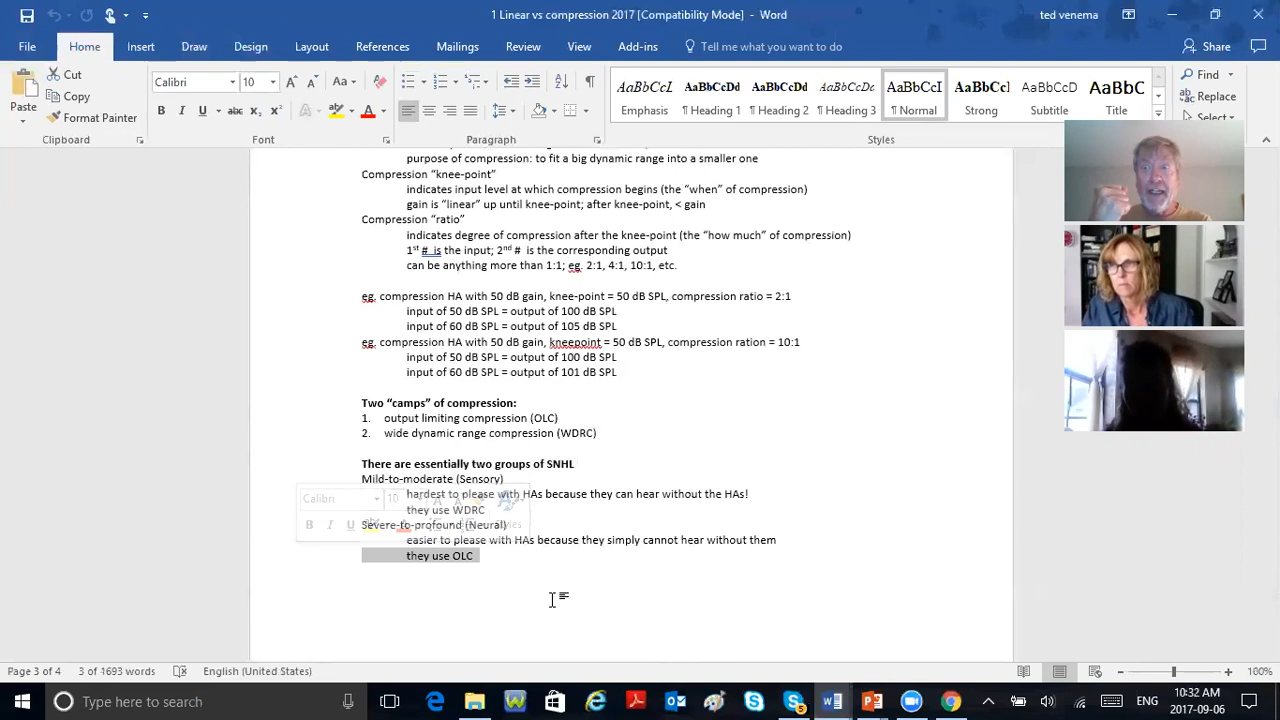 1 Linear vs compression 2017 [Compatibility Mode] - Word
ted venema
File Home Insert Draw Design Layout References Mailings Review View Add-ins Tell me what you want to do Share
Cut
Copy
Format Painter
Paste
Clipboard
Calibri 10
Font
Paragraph
AaBbCcL AaBbCcDd AaBbCcDd AaBbCcDd AaBbCcI AaBbCcI AaBbCcDd AaBbC
Emphasis ¶ Heading 1 ¶ Heading 2 ¶ Heading 3 ¶ Normal Strong Subtitle Title
Styles
Find
Replace
Select
purpose of compression: to fit a big dynamic range into a smaller one
Compression “knee-point”
indicates input level at which compression begins (the “when” of compression)
gain is “linear” up until knee-point; after knee-point, < gain
Compression “ratio”
indicates degree of compression after the knee-point (the “how much” of compression)
1st # is the input; 2nd # is the corresponding output
can be anything more than 1:1; eg. 2:1, 4:1, 10:1, etc.
eg. compression HA with 50 dB gain, knee-point = 50 dB SPL, compression ratio = 2:1
input of 50 dB SPL = output of 100 dB SPL
input of 60 dB SPL = output of 105 dB SPL
eg. compression HA with 50 dB gain, kneepoint = 50 dB SPL, compression ration = 10:1
input of 50 dB SPL = output of 100 dB SPL
input of 60 dB SPL = output of 101 dB SPL
Two “camps” of compression:
1. output limiting compression (OLC)
2. wide dynamic range compression (WDRC)
There are essentially two groups of SNHL
Mild-to-moderate (Sensory)
hardest to please with HAs because they can hear without the HAs!
they use WDRC
Severe-to-profound (Neural)
easier to please with HAs because they simply cannot hear without them
they use OLC
Page 3 of 4 3 of 1693 words English (United States) 100%
Type here to search
ENG
10:32 AM
2017-09-06